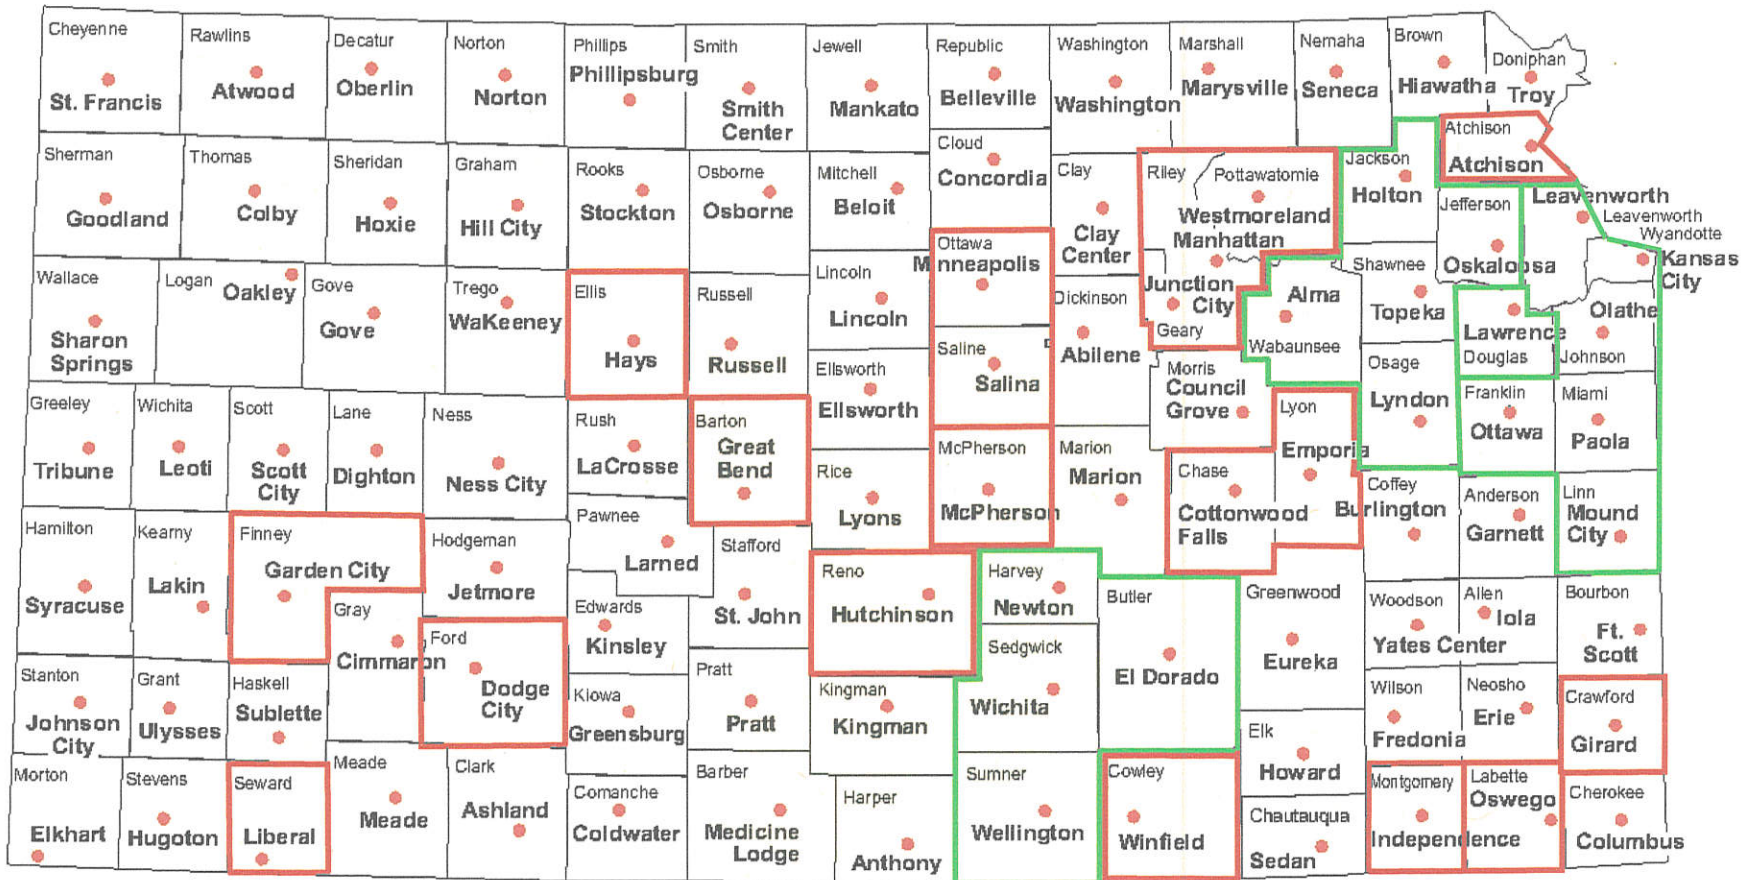 Cheyenne
St. Francis
Rawlins
Atwood
Decatur
Oberlin
Norton
Norton
Phillips
Phillipsburg
Smith
Smith
Center
Jewell
Mankato
Republic
Belleville
Washington
Washington
Marshall
Marysville
Nemaha
Seneca
Brown
Hiawatha
Doniphan
Troy
Sherman
Goodland
Thomas
Colby
Sheridan
Hoxie
Graham
Hill City
Rooks
Stockton
Osborne
Osborne
Mitchell
Beloit
Cloud
Concordia
Clay
Clay
Center
Riley
Manhattan
Pottawatomie
Westmoreland
Jackson
Holton
Atchison
Atchison
Jefferson
Oskaloosa
Leavenworth
Leavenworth
Wyandotte
Kansas
City
Wallace
Sharon
Springs
Logan
Oakley
Gove
Gove
Trego
WaKeeney
Ellis
Hays
Russell
Russell
Lincoln
Lincoln
Ottawa
Minneapolis
Saline
Salina
Dickinson
Abilene
Junction
City
Geary
Alma
Wabaunsee
Shawnee
Topeka
Lawrence
Douglas
Olathe
Johnson
Greeley
Tribune
Wichita
Leoti
Scott
Scott
City
Lane
Dighton
Ness
Ness City
Rush
LaCrosse
Barton
Great
Bend
Ellsworth
Ellsworth
Rice
Lyons
McPherson
McPherson
Marion
Marion
Morris
Council
Grove
Chase
Cottonwood
Falls
Lyon
Emporia
Osage
Lyndon
Franklin
Ottawa
Miami
Paola
Coffey
Burlington
Anderson
Garnett
Linn
Mound
City
Hamilton
Syracuse
Kearny
Lakin
Finney
Garden City
Gray
Cimmaron
Hodgeman
Jetmore
Ford
Dodge
City
Pawnee
Larned
Edwards
Kinsley
Stafford
St. John
Reno
Hutchinson
Harvey
Newton
Sedgwick
Wichita
Butler
El Dorado
Greenwood
Eureka
Woodson
Yates Center
Allen
Iola
Bourbon
Ft.
Scott
Stanton
Johnson
City
Grant
Ulysses
Haskell
Sublette
Kiowa
Greensburg
Pratt
Pratt
Kingman
Kingman
Elk
Howard
Wilson
Fredonia
Neosho
Erie
Crawford
Girard
Morton
Elkhart
Stevens
Hugoton
Seward
Liberal
Meade
Meade
Clark
Ashland
Comanche
Coldwater
Barber
Medicine
Lodge
Harper
Anthony
Sumner
Wellington
Cowley
Winfield
Chautauqua
Sedan
Montgomery
Independence
Labette
Oswego
Cherokee
Columbus